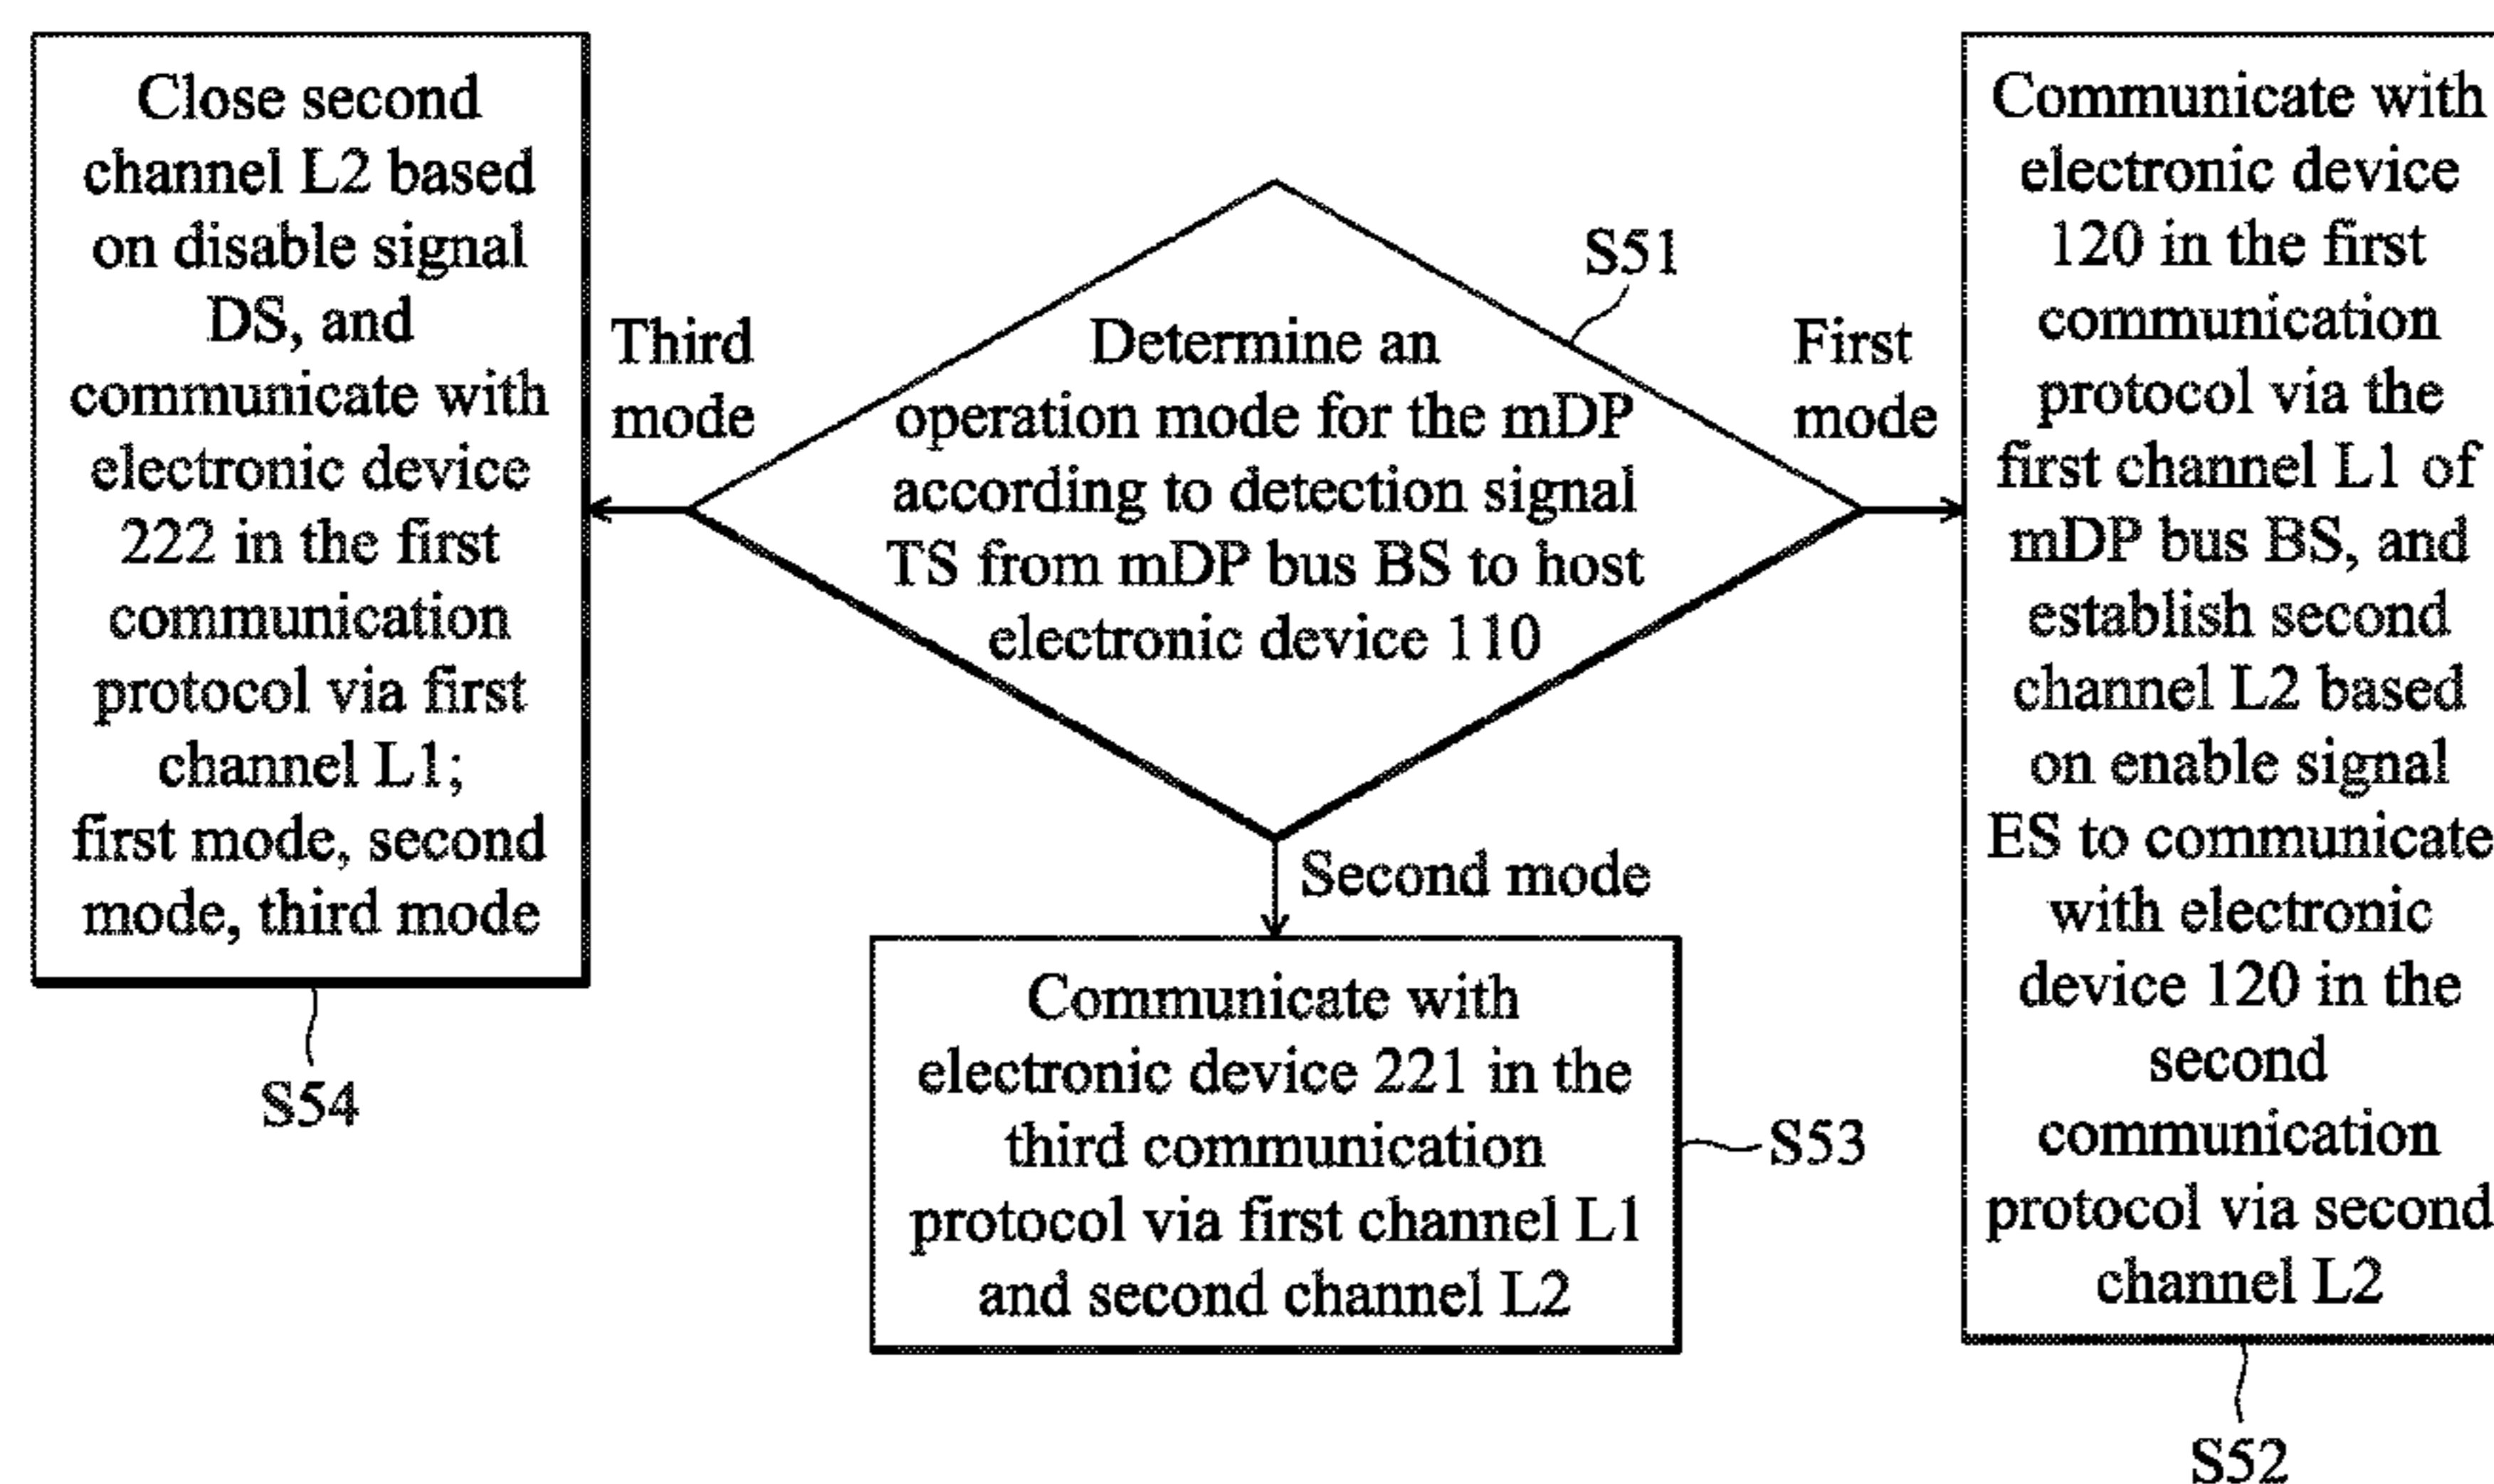 Close second
channel L2 based
on disable signal
DS, and
communicate with
electronic device
222 in the first
communication
protocol via first
channel L1;
first mode, second
mode, third mode
S54
Third
mode
S51
Determine an
operation mode for the mDP
according to detection signal
TS from mDP bus BS to host
electronic device 110
First
mode
Second mode
Communicate with
electronic device 221 in the
third communication
protocol via first channel L1
and second channel L2
S53
Communicate with
electronic device
120 in the first
communication
protocol via the
first channel L1 of
mDP bus BS, and
establish second
channel L2 based
on enable signal
ES to communicate
with electronic
device 120 in the
second
communication
protocol via second
channel L2
S52